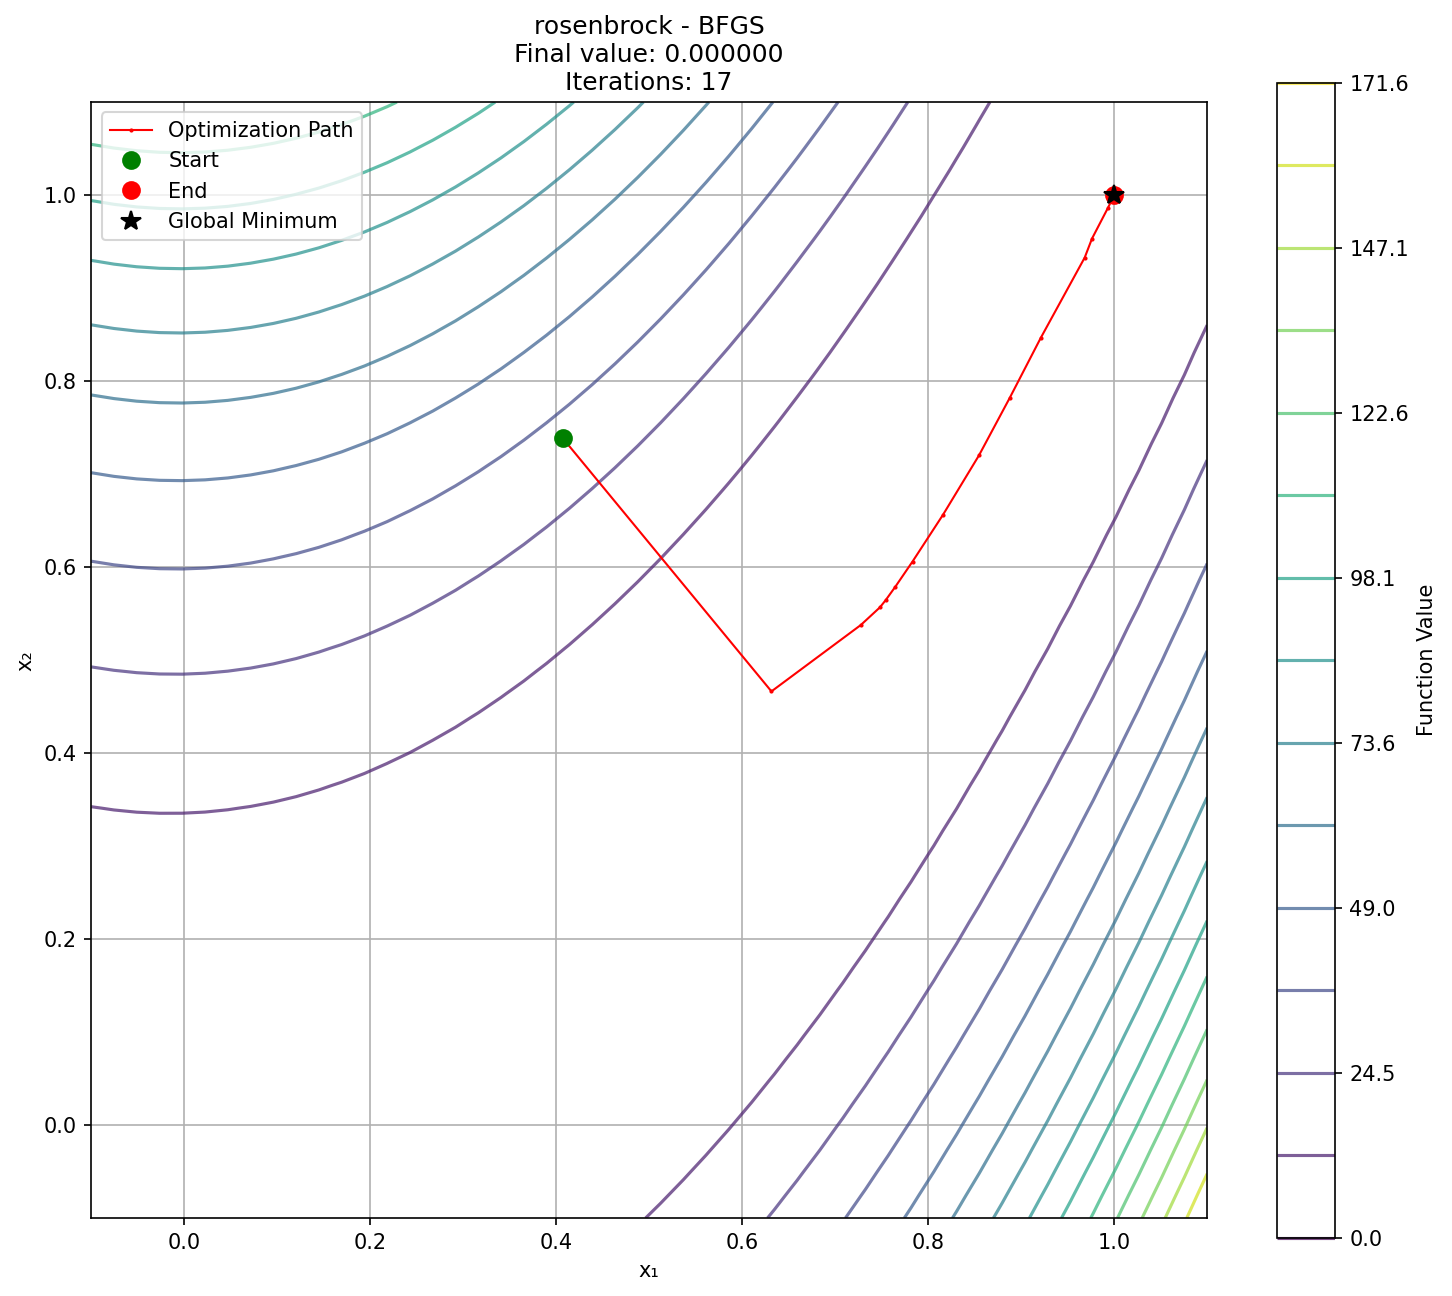 rosenbrock - BFGS
Final value: 0.000000
Iterations: 17
Optimization Path
Start
End
Global Minimum
1.0
0.8
0.6
0.4
0.2
0.0
x₂
0.0
0.2
0.4
0.6
0.8
1.0
x₁
171.6
147.1
122.6
98.1
73.6
49.0
24.5
0.0
Function Value